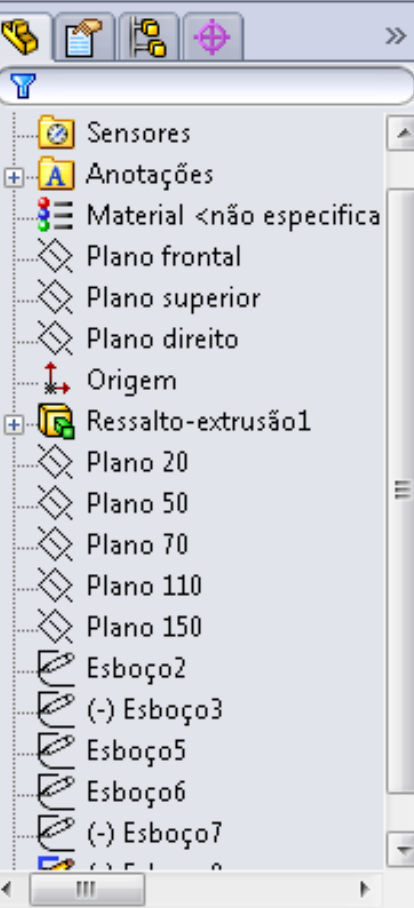 Sensores
Anotações
Material <não especifica
Plano frontal
Plano superior
Plano direito
Origem
Ressalto-extrusão1
Plano 20
Plano 50
Plano 70
Plano 110
Plano 150
Esboço2
(-) Esboço3
Esboço5
Esboço6
(-) Esboço7